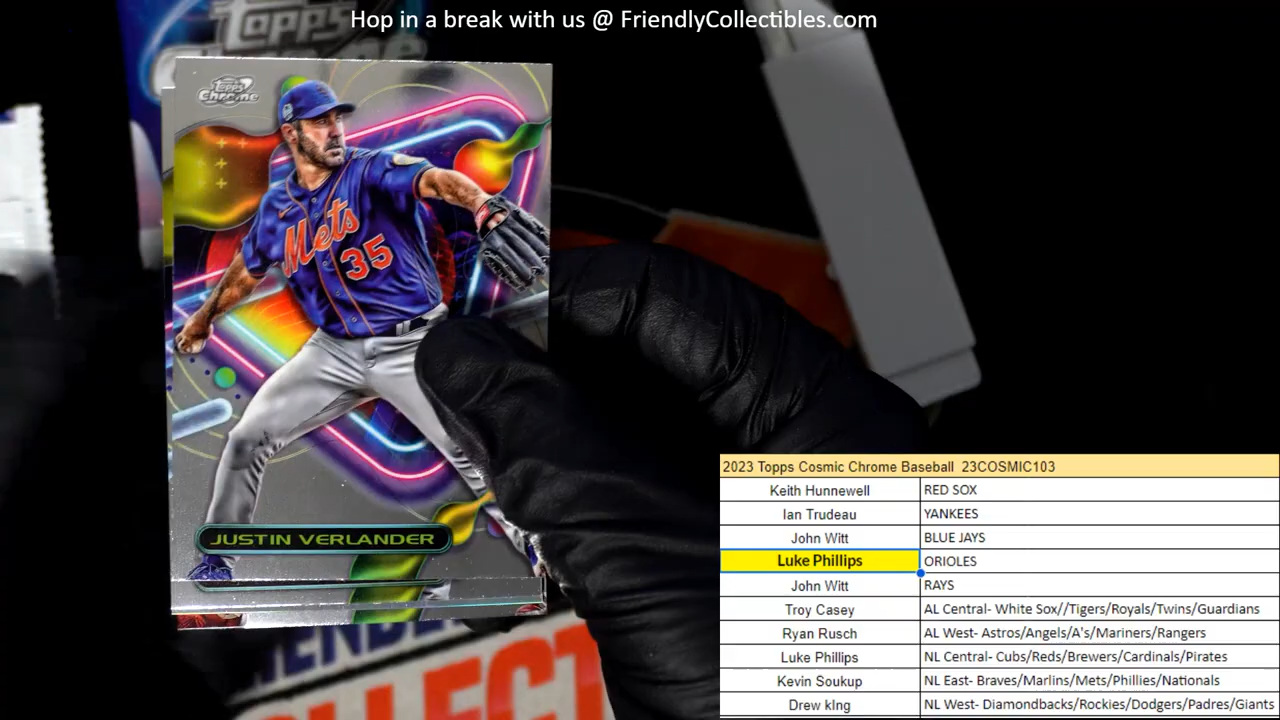 Hop in a break with us @ FriendlyCollectibles.com
Topps
Chrome
Topps
Chrome
Mets
35
JUSTIN VERLANDER
2023 Topps Cosmic Chrome Baseball 23COSMIC103
Keith Hunnewell RED SOX
Ian Trudeau YANKEES
John Witt BLUE JAYS
Luke Phillips ORIOLES
John Witt RAYS
Troy Casey AL Central- White Sox//Tigers/Royals/Twins/Guardians
Ryan Rusch AL West- Astros/Angels/A's/Mariners/Rangers
Luke Phillips NL Central- Cubs/Reds/Brewers/Cardinals/Pirates
Kevin Soukup NL East- Braves/Marlins/Mets/Phillies/Nationals
Drew kIng NL West- Diamondbacks/Rockies/Dodgers/Padres/Giants